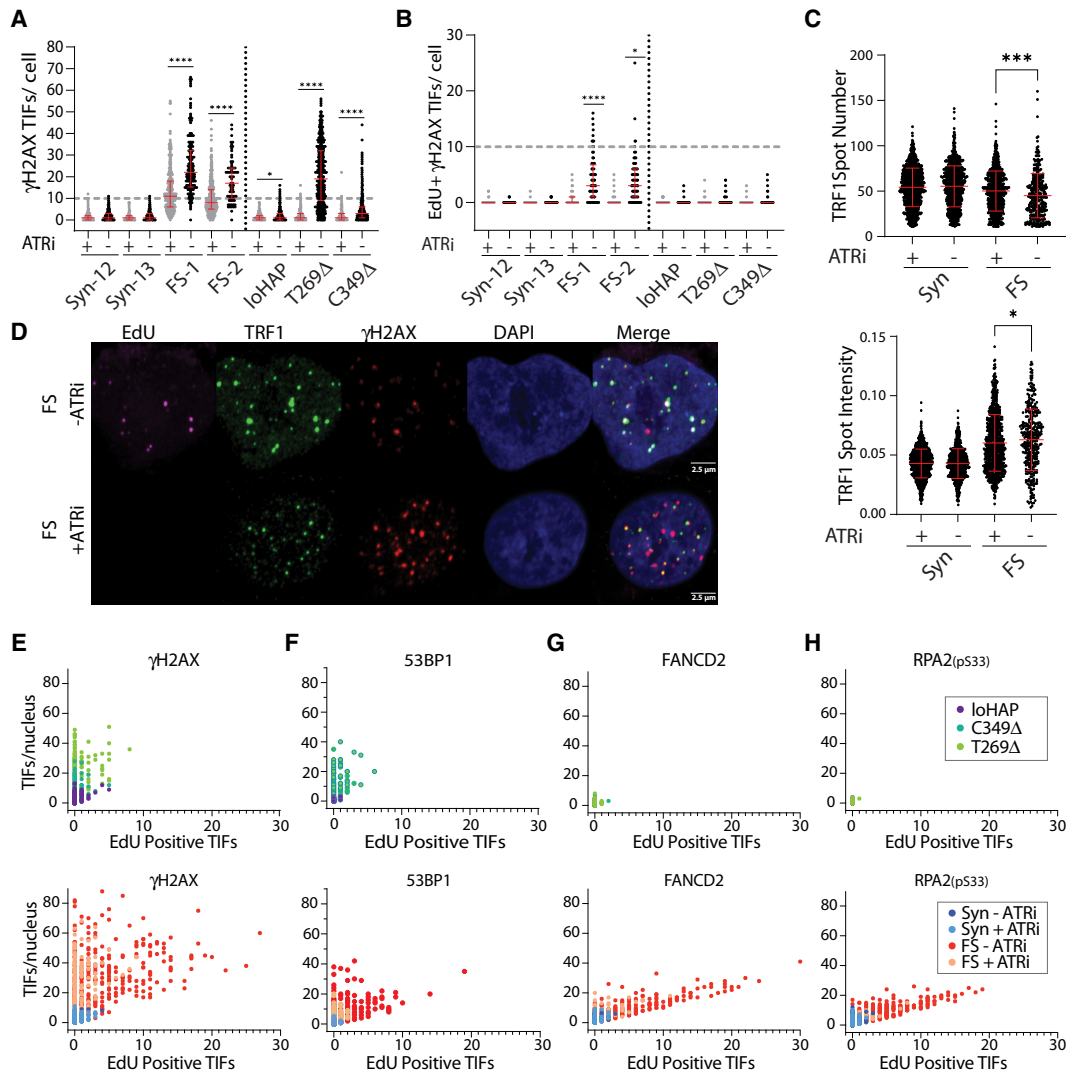 A
γH2AX TIFs/ cell
80
70
60
50
40
30
20
10
0
**** **** * **** ****
ATRi + - + - + - + - + - + - + -
Syn-12 Syn-13 FS-1 FS-2 loHAP T269Δ C349Δ
B
EdU+ γH2AX TIFs/ cell
30
20
10
0
**** *
ATRi + - + - + - + - + - + - + -
Syn-12 Syn-13 FS-1 FS-2 loHAP T269Δ C349Δ
C
TRF1Spot Number
200
150
100
50
0
***
ATRi + - + -
Syn FS
TRF1 Spot Intensity
0.15
0.10
0.05
0.00
*
ATRi + - + -
Syn FS
D
EdU TRF1 γH2AX DAPI Merge
FS -ATRi
2.5 μm
FS +ATRi
2.5 μm
E F G H
γH2AX 53BP1 FANCD2 RPA2(pS33)
TIFs/nucleus
80 80 80 80
60 60 60 60
40 40 40 40
20 20 20 20
0 0 0 0
loHAP
C349Δ
T269Δ
0 10 20 30 0 10 20 30 0 10 20 30 0 10 20 30
EdU Positive TIFs EdU Positive TIFs EdU Positive TIFs EdU Positive TIFs
γH2AX 53BP1 FANCD2 RPA2(pS33)
TIFs/nucleus
80 80 80 80
60 60 60 60
40 40 40 40
20 20 20 20
0 0 0 0
Syn - ATRi
Syn + ATRi
FS - ATRi
FS + ATRi
0 10 20 30 0 10 20 30 0 10 20 30 0 10 20 30
EdU Positive TIFs EdU Positive TIFs EdU Positive TIFs EdU Positive TIFs